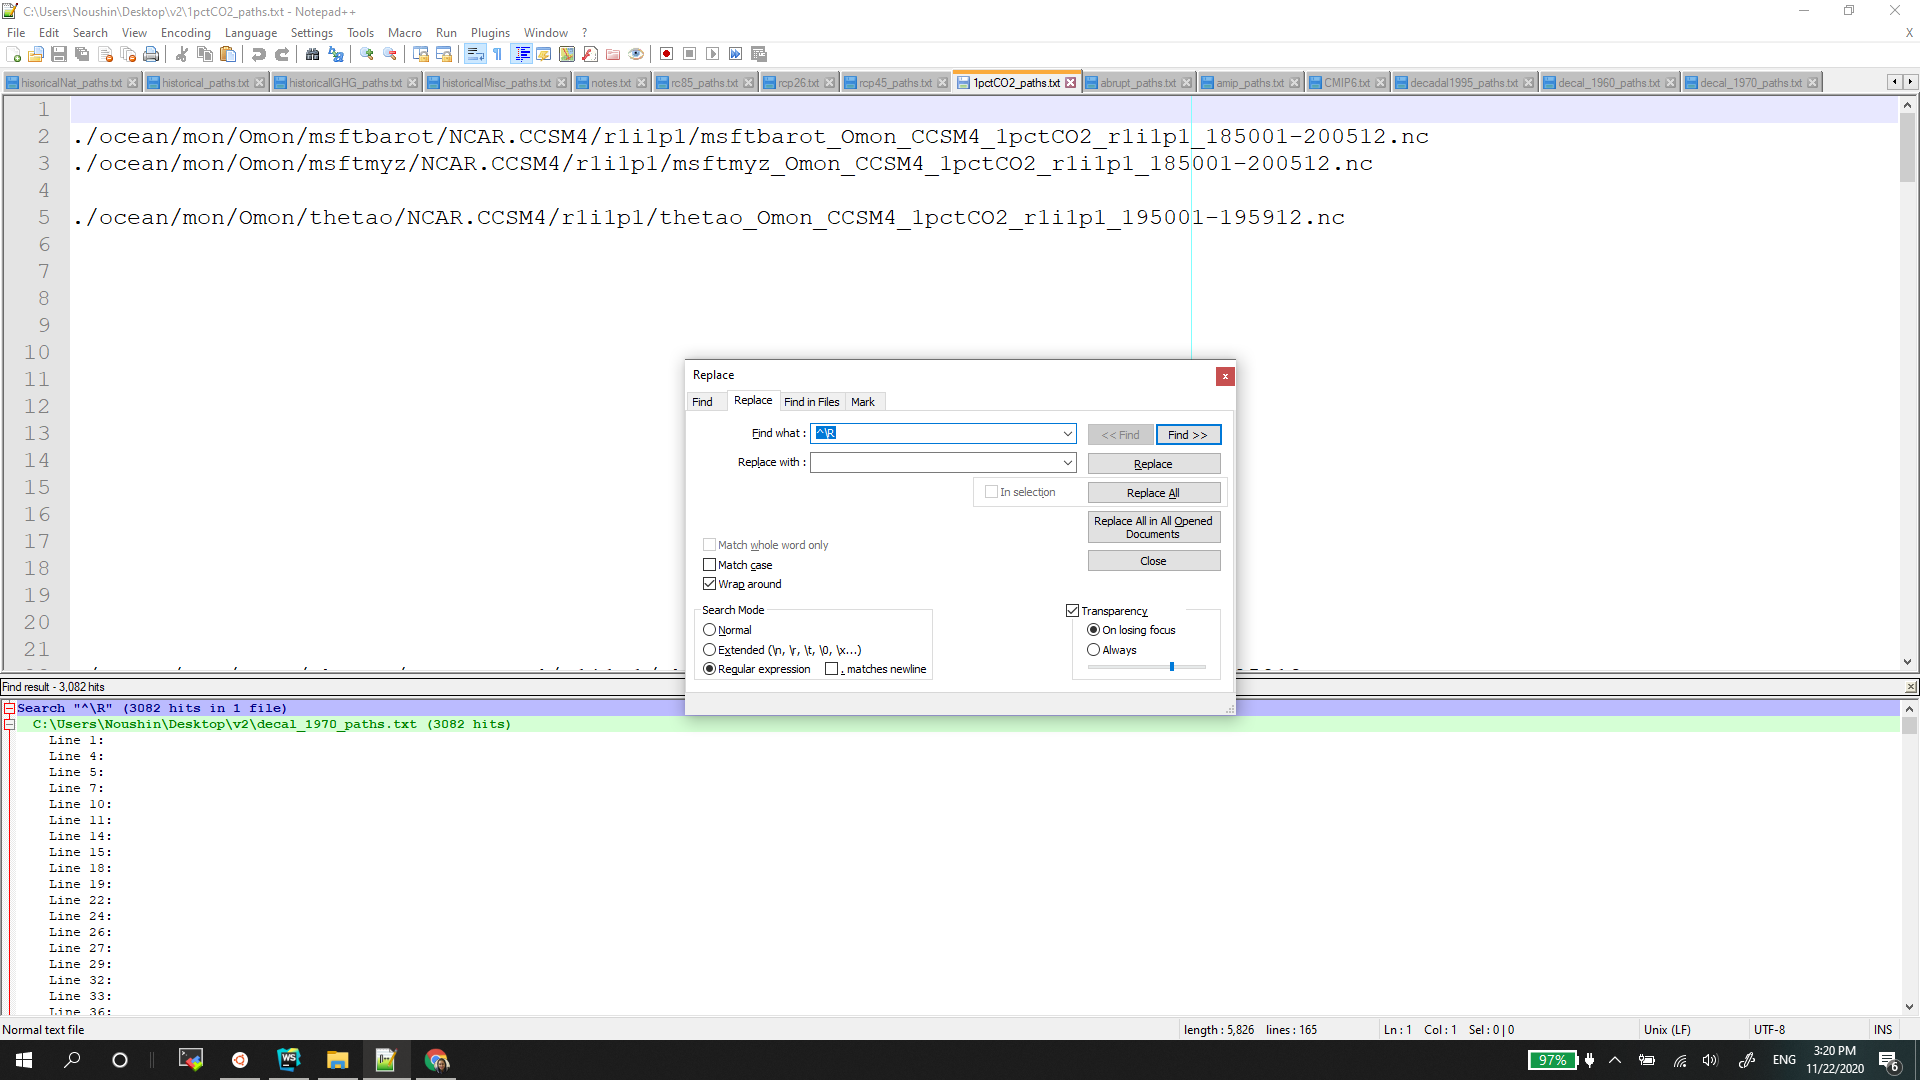 C:\Users\Noushin\Desktop\v2\1pctCO2_paths.txt - Notepad++
File Edit Search View Encoding Language Settings Tools Macro Run Plugins Window ? X
hisoricalNat_paths.txt historical_paths.txt historicalIGHG_paths.txt historicalMisc_paths.txt notes.txt rc85_paths.txt rcp26.txt rcp45_paths.txt 1pctCO2_paths.txt abrupt_paths.txt amip_paths.txt CMIP6.txt decadal1995_paths.txt decal_1960_paths.txt decal_1970_paths.txt
1
2 ./ocean/mon/Omon/msftbarot/NCAR.CCSM4/r1i1p1/msftbarot_Omon_CCSM4_1pctCO2_r1i1p1_185001-200512.nc
3 ./ocean/mon/Omon/msftmyz/NCAR.CCSM4/r1i1p1/msftmyz_Omon_CCSM4_1pctCO2_r1i1p1_185001-200512.nc
4
5 ./ocean/mon/Omon/thetao/NCAR.CCSM4/r1i1p1/thetao_Omon_CCSM4_1pctCO2_r1i1p1_195001-195912.nc
6
7
8
9
10
11
12
13
14
15
16
17
18
19
20
21
Replace
Find Replace Find in Files Mark
Find what : ^\R << Find Find >>
Replace with : Replace
In selection Replace All
Replace All in All Opened
Documents
Match whole word only
Match case Close
Wrap around
Search Mode Transparency
Normal On losing focus
Extended (\n, \r, \t, \0, \x...) Always
Regular expression . matches newline
Find result - 3,082 hits
Search "^\R" (3082 hits in 1 file)
C:\Users\Noushin\Desktop\v2\decal_1970_paths.txt (3082 hits)
Line 1:
Line 4:
Line 5:
Line 7:
Line 10:
Line 11:
Line 14:
Line 15:
Line 18:
Line 19:
Line 22:
Line 24:
Line 26:
Line 27:
Line 29:
Line 32:
Line 33:
Line 36:
Normal text file length : 5,826 lines : 165 Ln : 1 Col : 1 Sel : 0 | 0 Unix (LF) UTF-8 INS
97% ENG 3:20 PM
11/22/2020 6